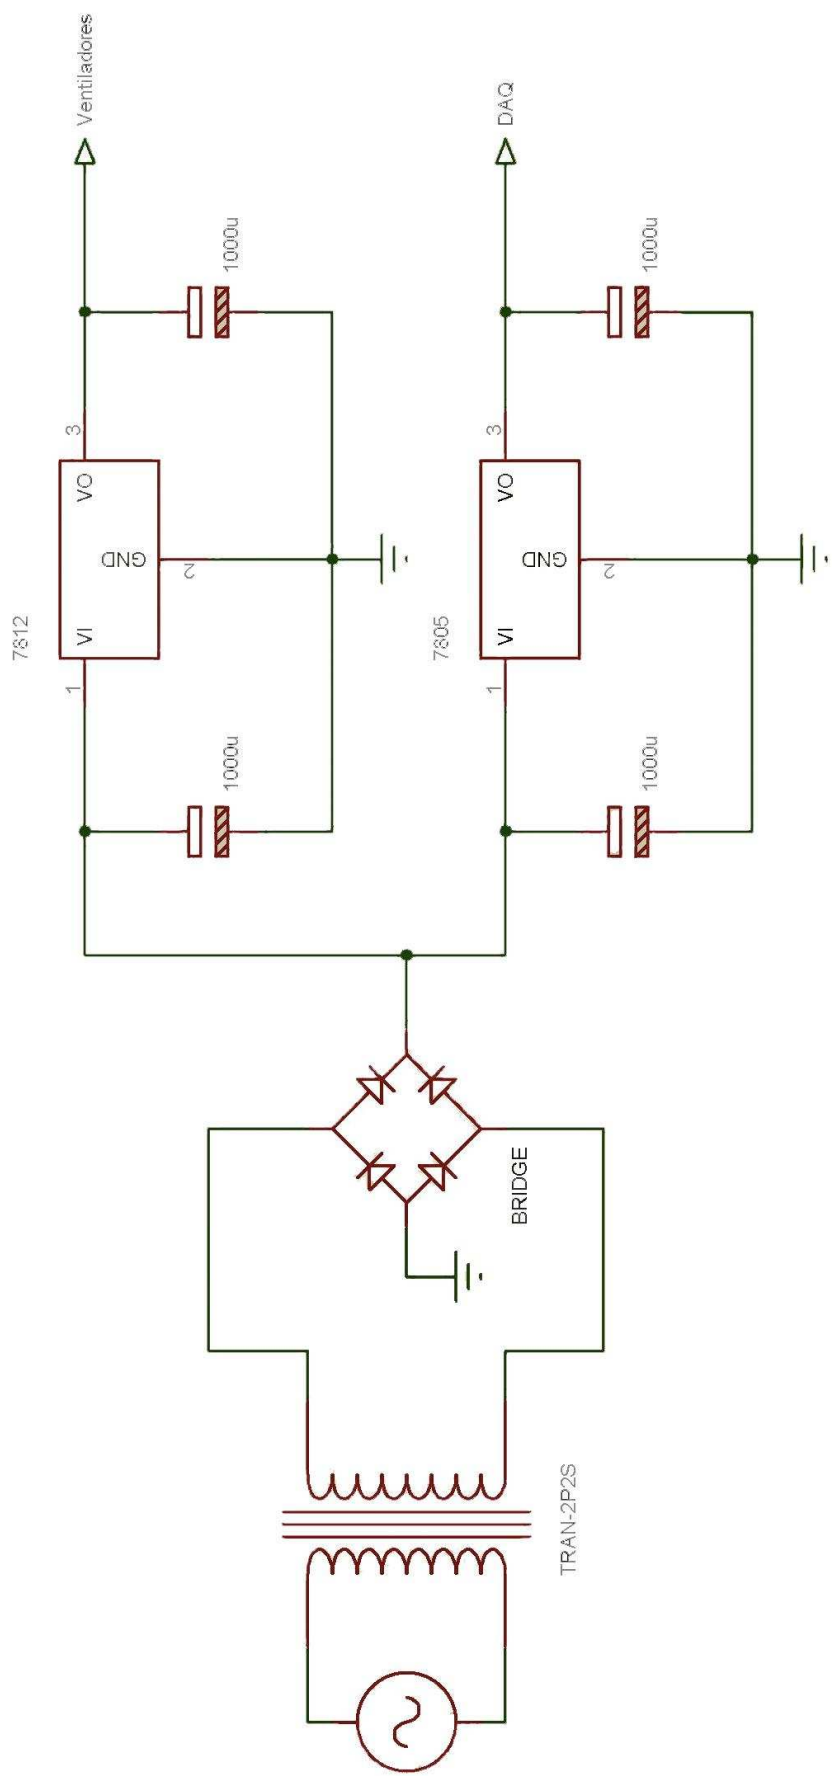 TRAN-2P2S
BRIDGE
7812
1
VI
GND
2
VO
3
1000u
1000u
Ventiladores
7805
1
VI
GND
2
VO
3
1000u
1000u
DAQ